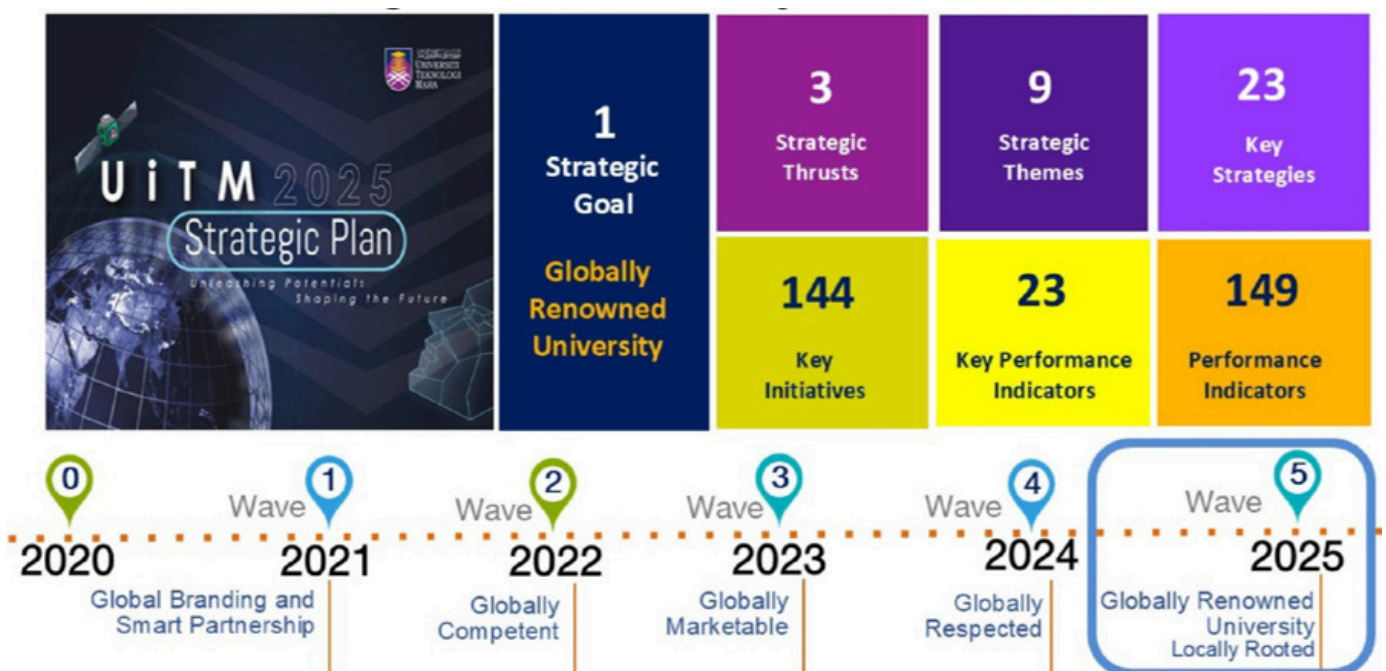 UNIVERSITI
TEKNOLOGI
MARA
UiTM 2025
Strategic Plan
Unleashing Potentials
Shaping the Future
1
Strategic
Goal
Globally
Renowned
University
3
Strategic
Thrusts
9
Strategic
Themes
23
Key
Strategies
144
Key
Initiatives
23
Key Performance
Indicators
149
Performance
Indicators
0
2020
Wave 1
2021
Global Branding and
Smart Partnership
Wave 2
2022
Globally
Competent
Wave 3
2023
Globally
Marketable
Wave 4
2024
Globally
Respected
Wave 5
2025
Globally Renowned
University
Locally Rooted